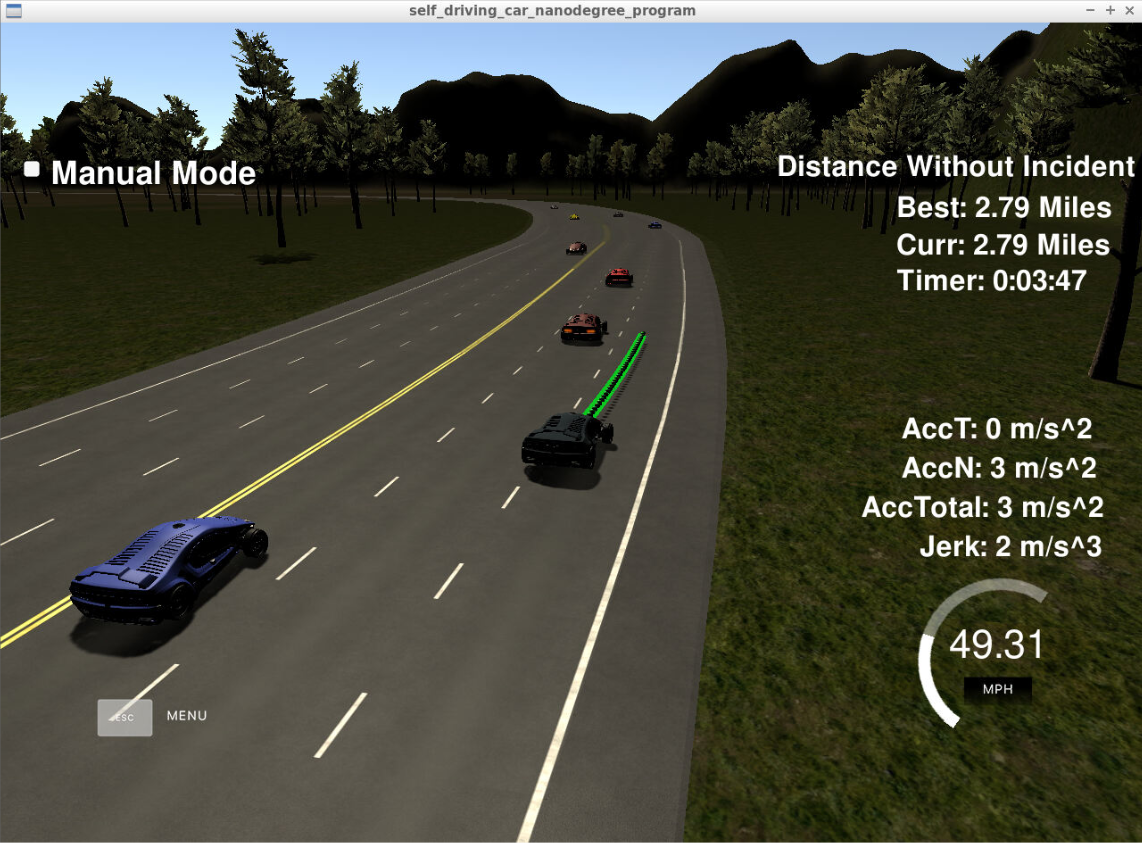 self_driving_car_nanodegree_program
Manual Mode
Distance Without Incident
Best: 2.79 Miles
Curr: 2.79 Miles
Timer: 0:03:47
AccT: 0 m/s^2
AccN: 3 m/s^2
AccTotal: 3 m/s^2
Jerk: 2 m/s^3
49.31
MPH
ESC MENU